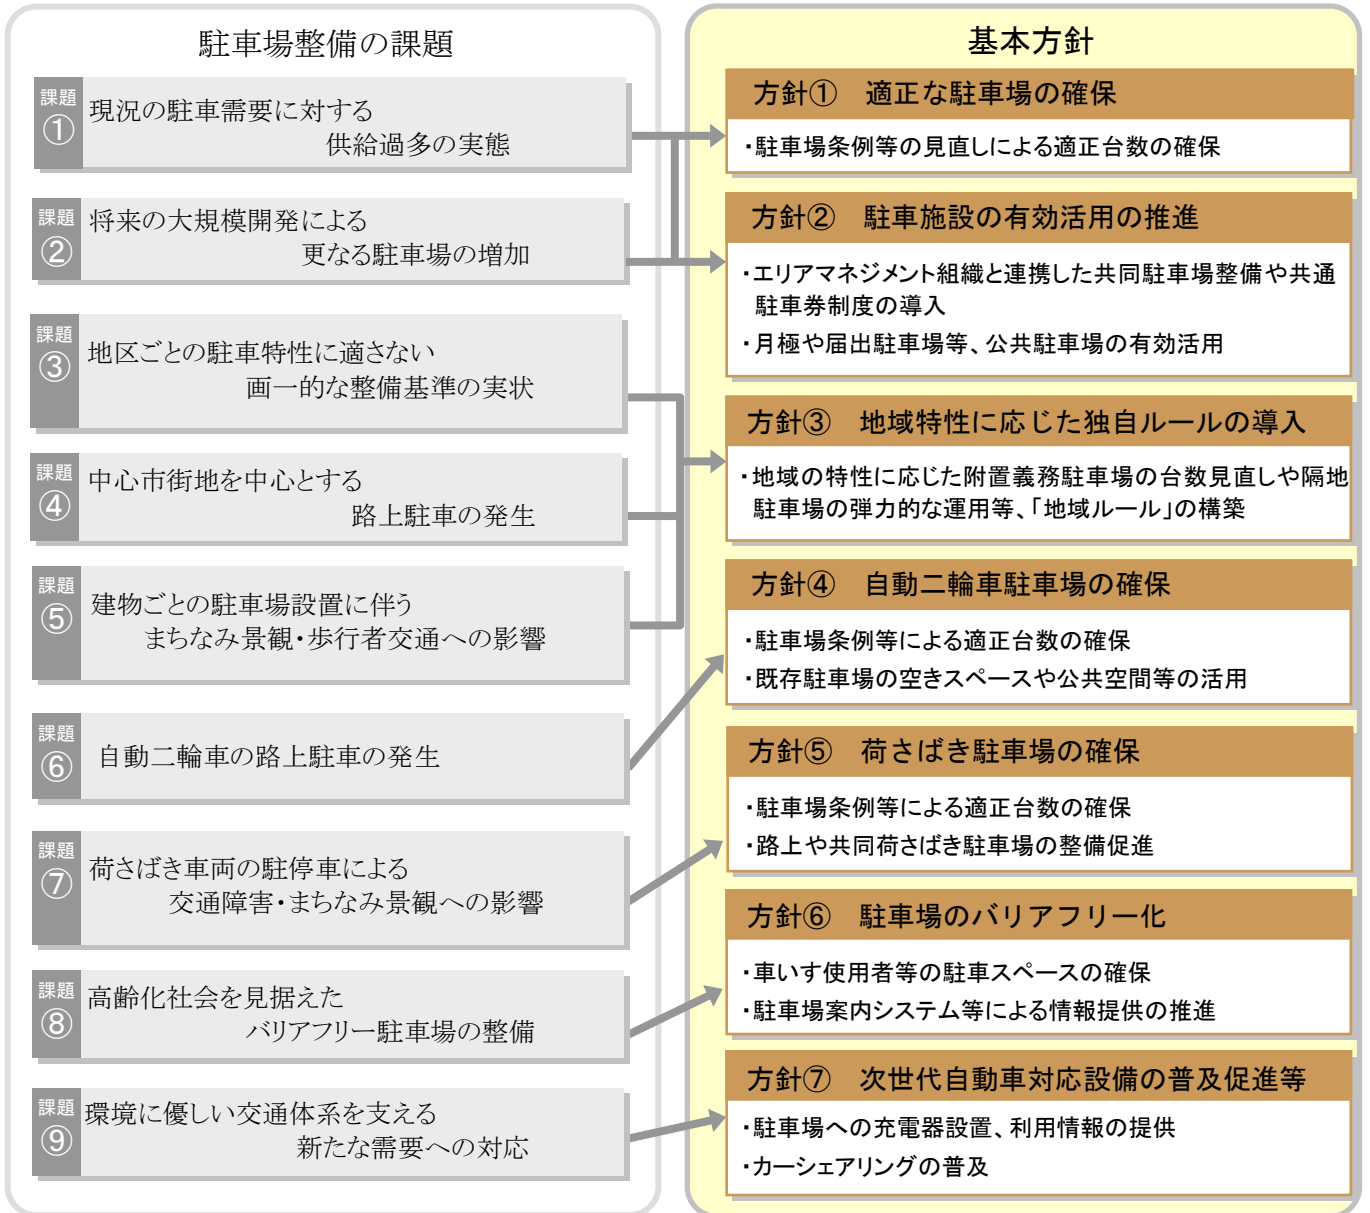 駐車場整備の課題
課題
①
現況の駐車需要に対する
供給過多の実態
課題
②
将来の大規模開発による
更なる駐車場の増加
課題
③
地区ごとの駐車特性に適さない
画一的な整備基準の実状
課題
④
中心市街地を中心とする
路上駐車の発生
課題
⑤
建物ごとの駐車場設置に伴う
まちなみ景観・歩行者交通への影響
課題
⑥
自動二輪車の路上駐車の発生
課題
⑦
荷さばき車両の駐停車による
交通障害・まちなみ景観への影響
課題
⑧
高齢化社会を見据えた
バリアフリー駐車場の整備
課題
⑨
環境に優しい交通体系を支える
新たな需要への対応
基本方針
方針① 適正な駐車場の確保
・駐車場条例等の見直しによる適正台数の確保
方針② 駐車施設の有効活用の推進
・エリアマネジメント組織と連携した共同駐車場整備や共通
駐車券制度の導入
・月極や届出駐車場等、公共駐車場の有効活用
方針③ 地域特性に応じた独自ルールの導入
・地域の特性に応じた附置義務駐車場の台数見直しや隔地
駐車場の弾力的な運用等、「地域ルール」の構築
方針④ 自動二輪車駐車場の確保
・駐車場条例等による適正台数の確保
・既存駐車場の空きスペースや公共空間等の活用
方針⑤ 荷さばき駐車場の確保
・駐車場条例等による適正台数の確保
・路上や共同荷さばき駐車場の整備促進
方針⑥ 駐車場のバリアフリー化
・車いす使用者等の駐車スペースの確保
・駐車場案内システム等による情報提供の推進
方針⑦ 次世代自動車対応設備の普及促進等
・駐車場への充電器設置、利用情報の提供
・カーシェアリングの普及